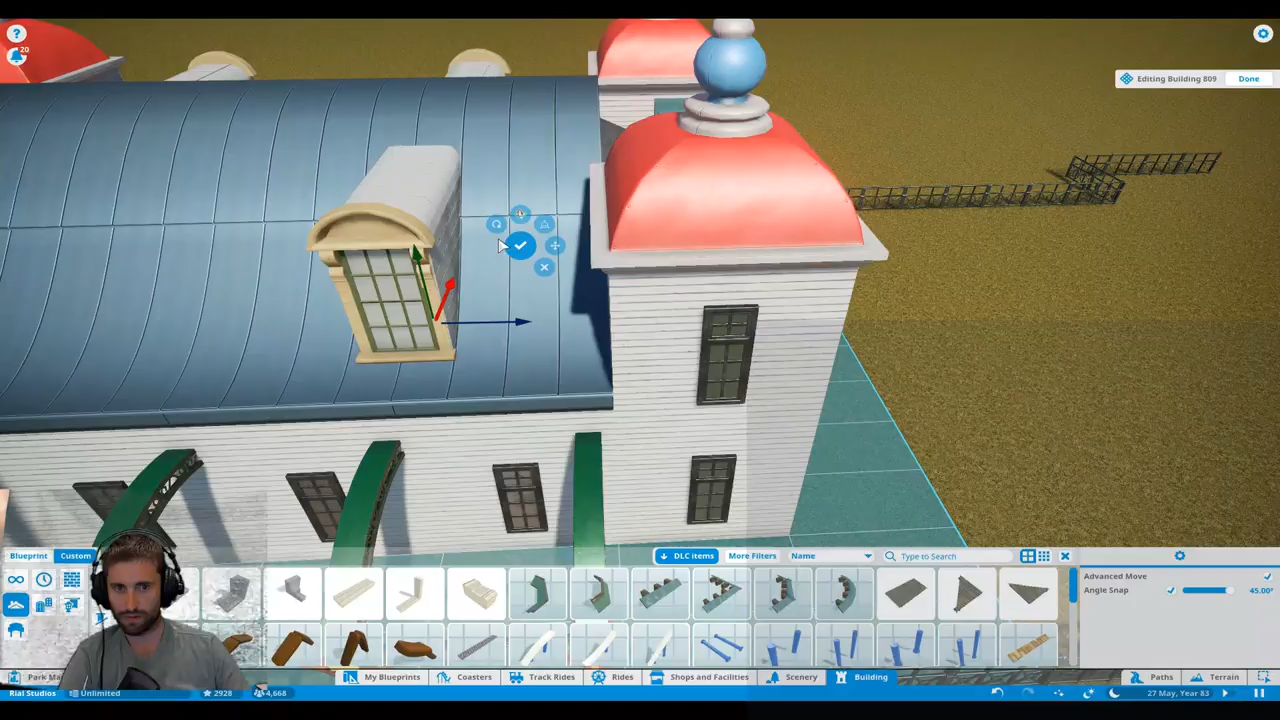 ?
20
Editing Building 809 Done
Blueprint Custom
DLC items More Filters Name Type to Search
Advanced Move
Angle Snap 45.00°
Park Ma My Blueprints Coasters Track Rides Rides Shops and Facilities Scenery Building Paths Terrain
Rial Studios Unlimited 2928 4,668 27 May, Year 83